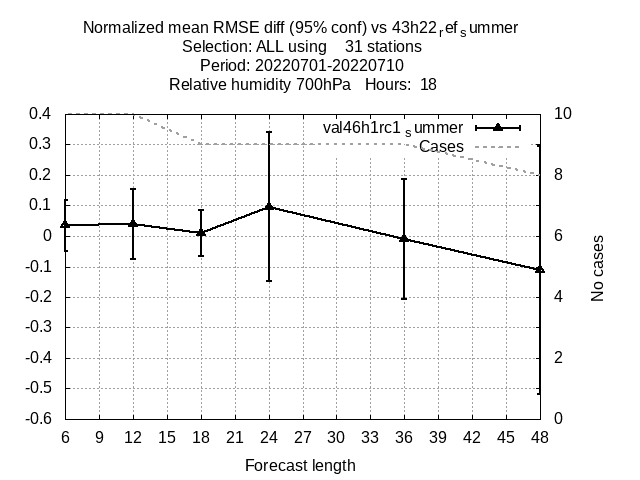 Normalized mean RMSE diff (95% conf) vs 43h22ref summer
Selection: ALL using 31 stations
Period: 20220701-20220710
Relative humidity 700hPa Hours: 18
val46h1rc1summer
Cases
0.4
0.3
0.2
0.1
0
-0.1
-0.2
-0.3
-0.4
-0.5
-0.6
10
8
6
4
2
0
No cases
6 9 12 15 18 21 24 27 30 33 36 39 42 45 48
Forecast length